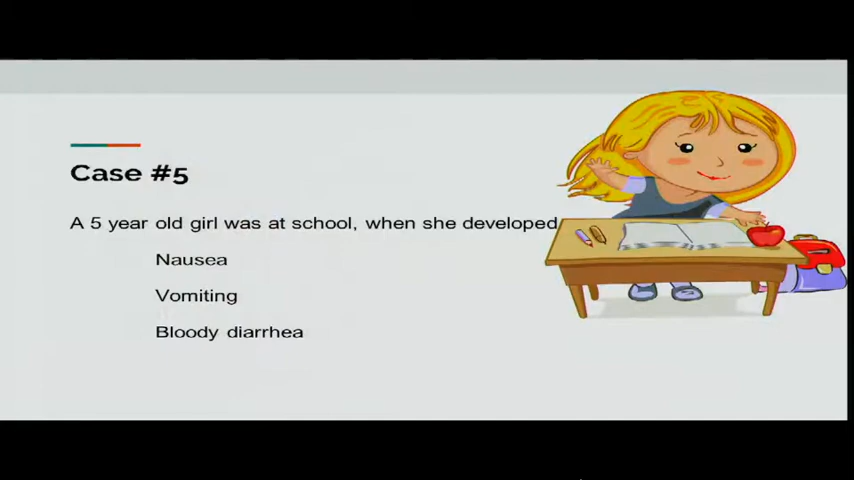 Case #5
A 5 year old girl was at school, when she developed
Nausea
Vomiting
Bloody diarrhea